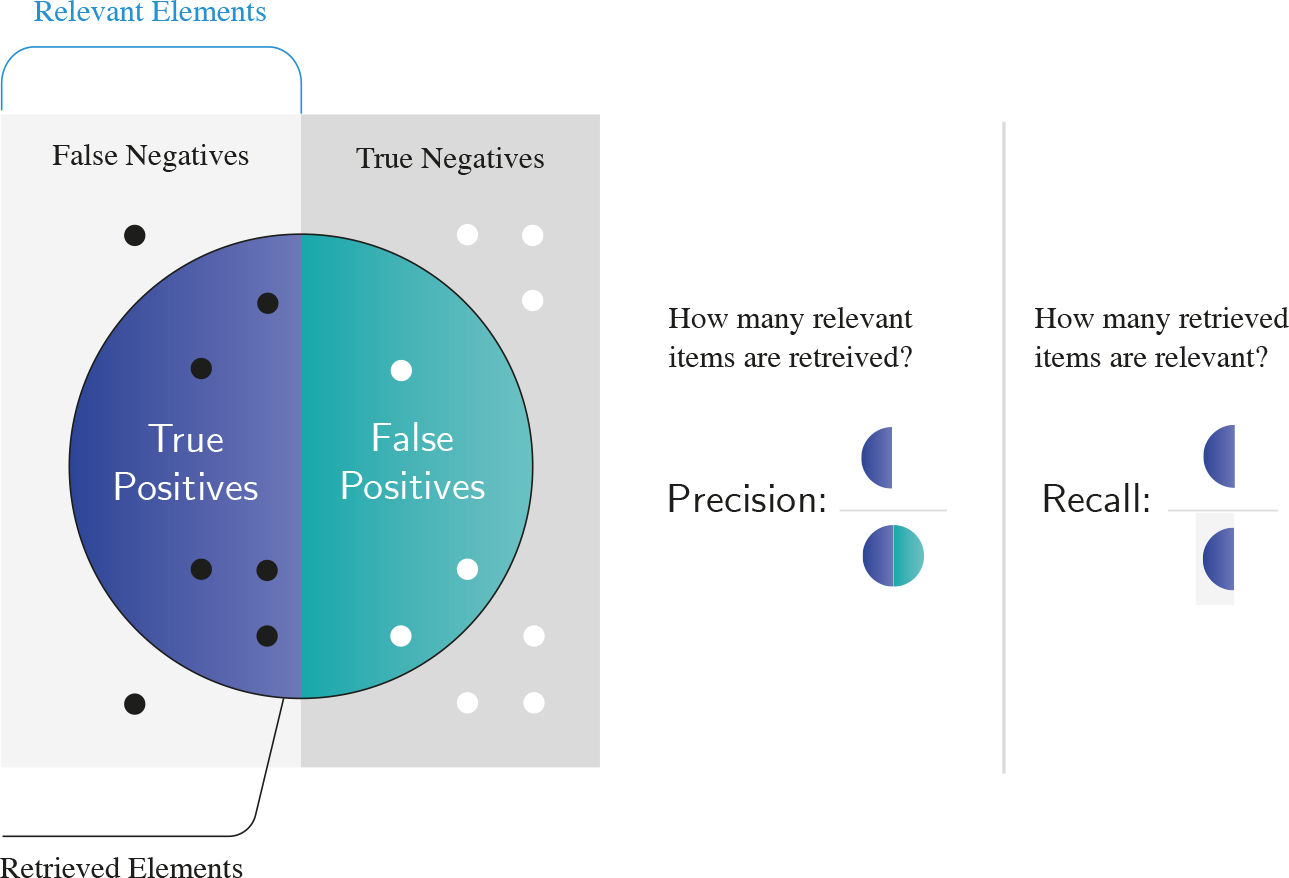 Relevant Elements
False Negatives
True Negatives
True
Positives
False
Positives
Retrieved Elements
How many relevant
items are retreived?
Precision:
How many retrieved
items are relevant?
Recall: